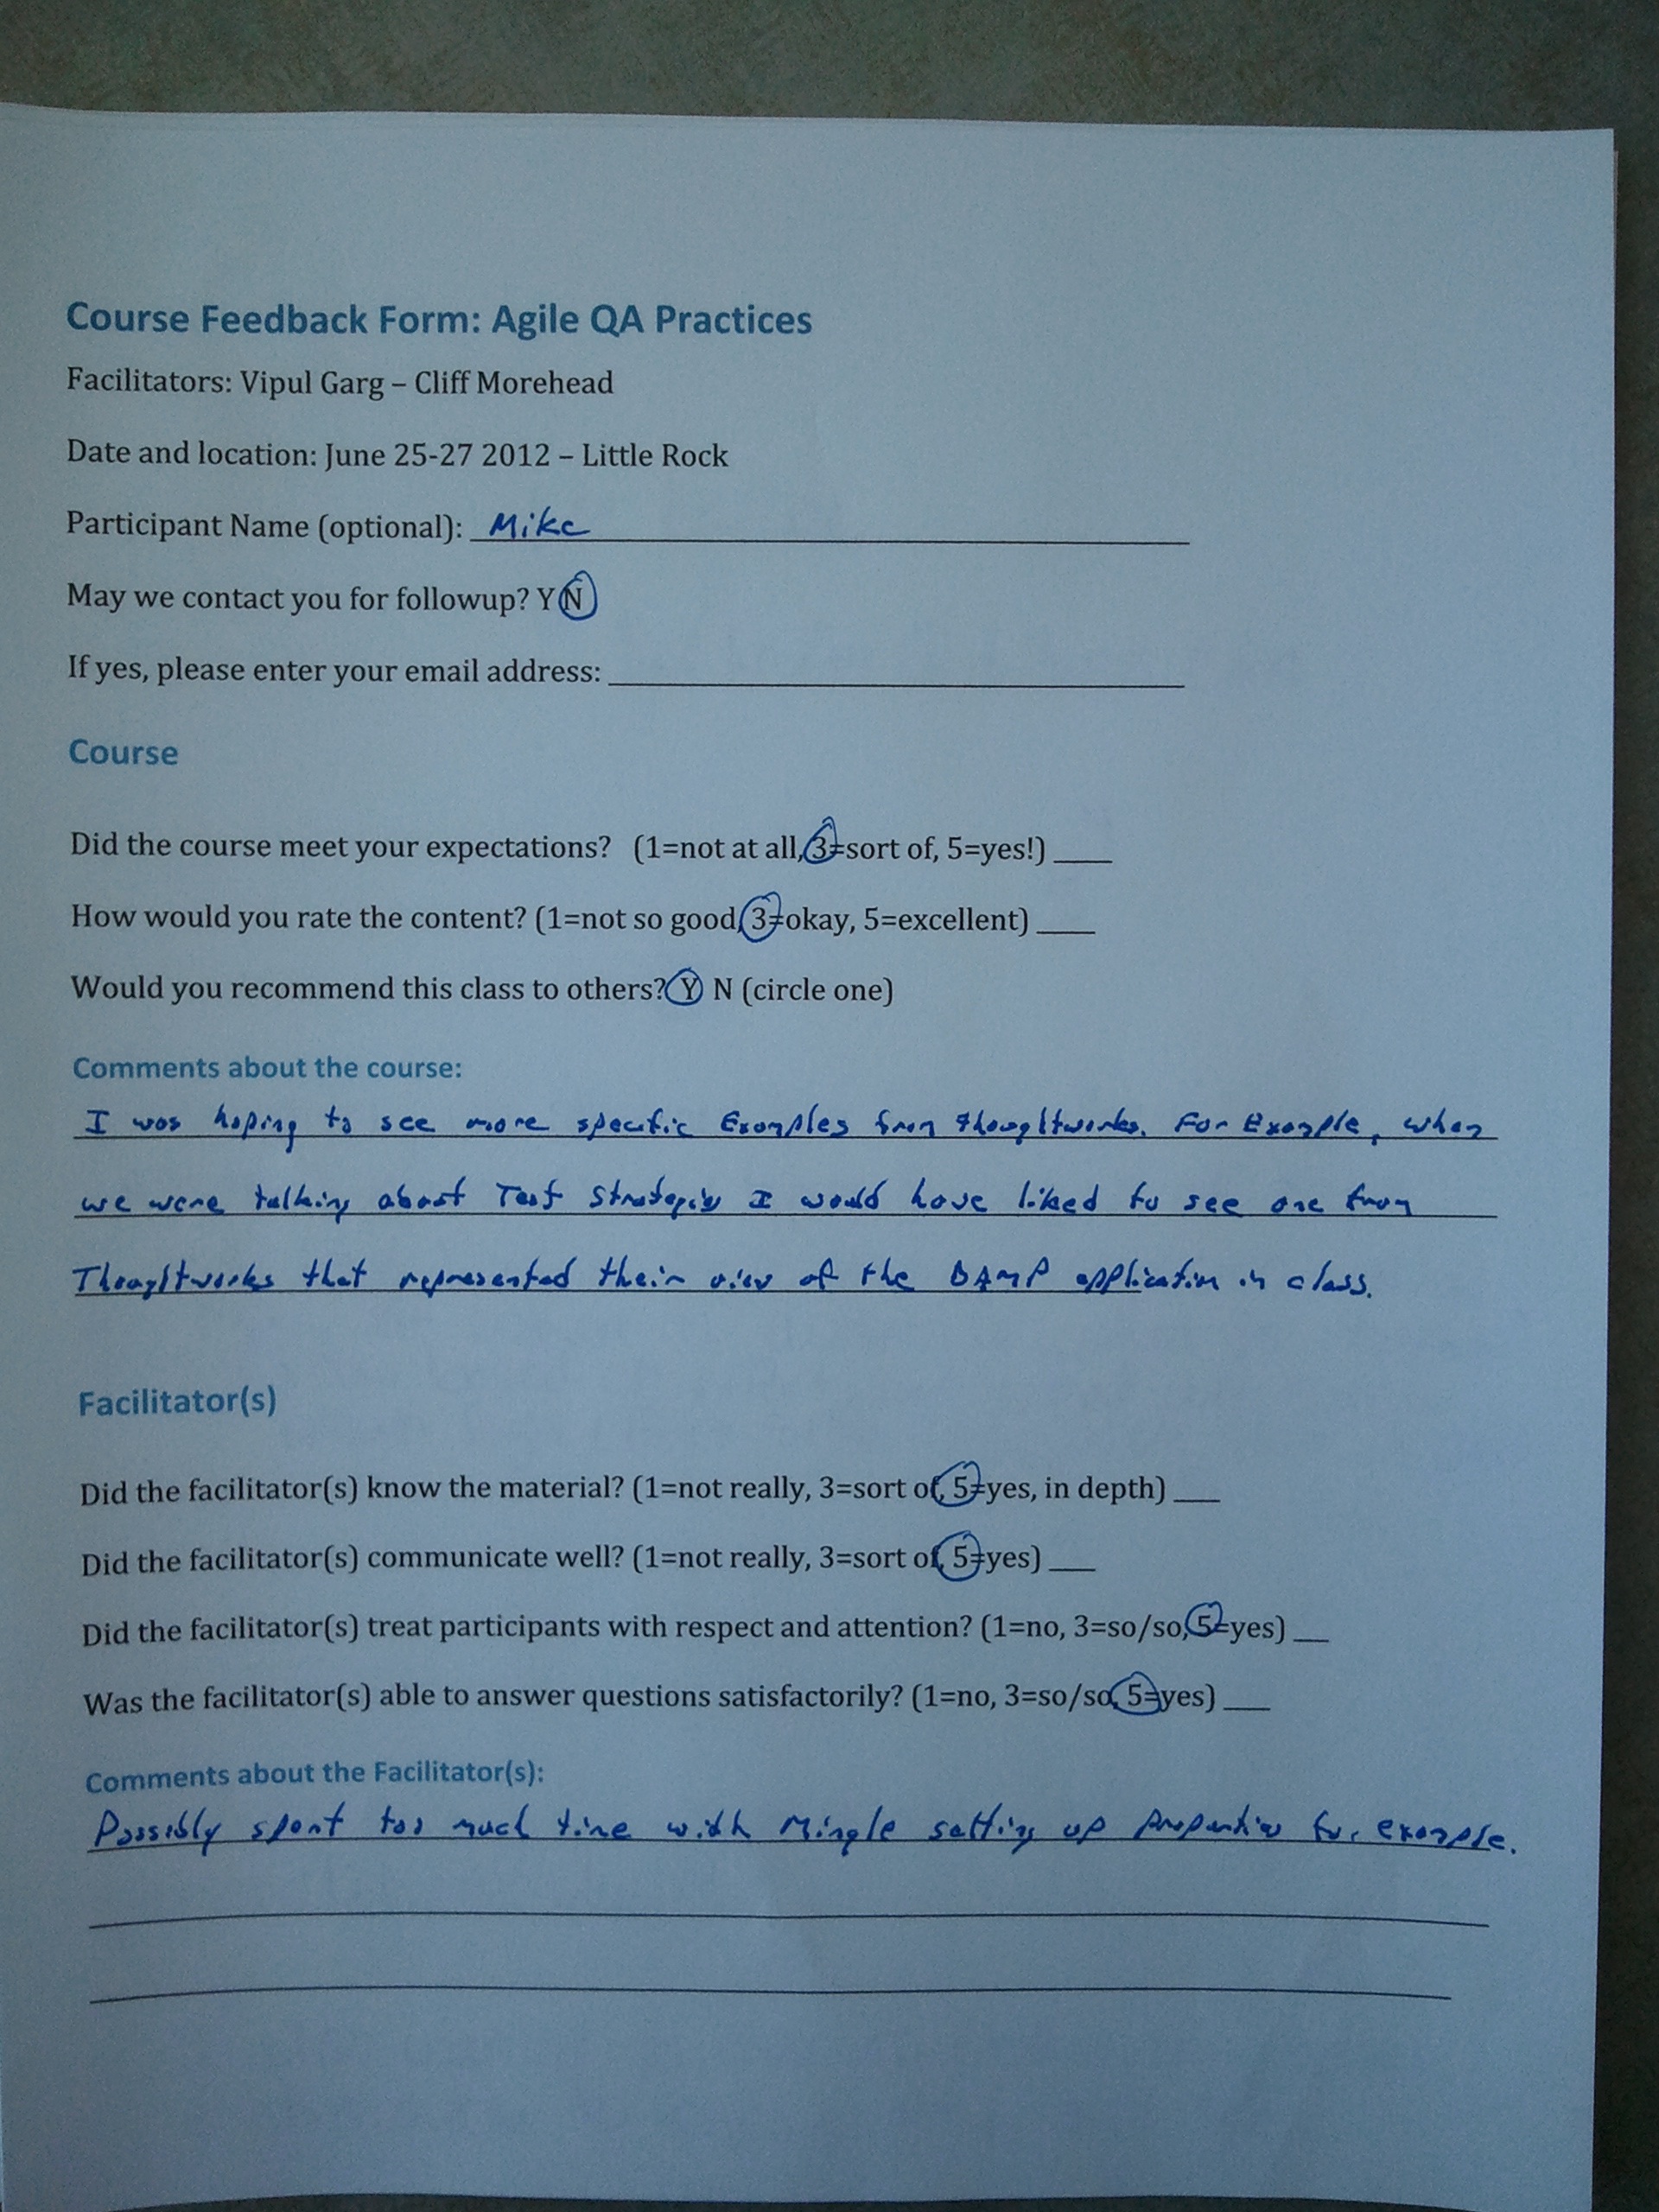 Course Feedback Form: Agile QA Practices
Facilitators: Vipul Garg – Cliff Morehead
Date and location: June 25-27 2012 – Little Rock
Participant Name (optional): Mike
May we contact you for followup? Y N
If yes, please enter your email address: ___
Course
Did the course meet your expectations? (1=not at all, 3=sort of, 5=yes!) ___
How would you rate the content? (1=not so good, 3=okay, 5=excellent) ___
Would you recommend this class to others? Y N (circle one)
Comments about the course:
I was hoping to see more specific Examples from Thoughtworks. For Example, when
we were talking about Test Strategies I would have liked to see one from
Thoughtworks that represented their view of the BAMP application in class.
Facilitator(s)
Did the facilitator(s) know the material? (1=not really, 3=sort of, 5=yes, in depth) ___
Did the facilitator(s) communicate well? (1=not really, 3=sort of, 5=yes) ___
Did the facilitator(s) treat participants with respect and attention? (1=no, 3=so/so, 5=yes) ___
Was the facilitator(s) able to answer questions satisfactorily? (1=no, 3=so/so, 5=yes) ___
Comments about the Facilitator(s):
Possibly spent too much time with Mingle setting up properties for example.